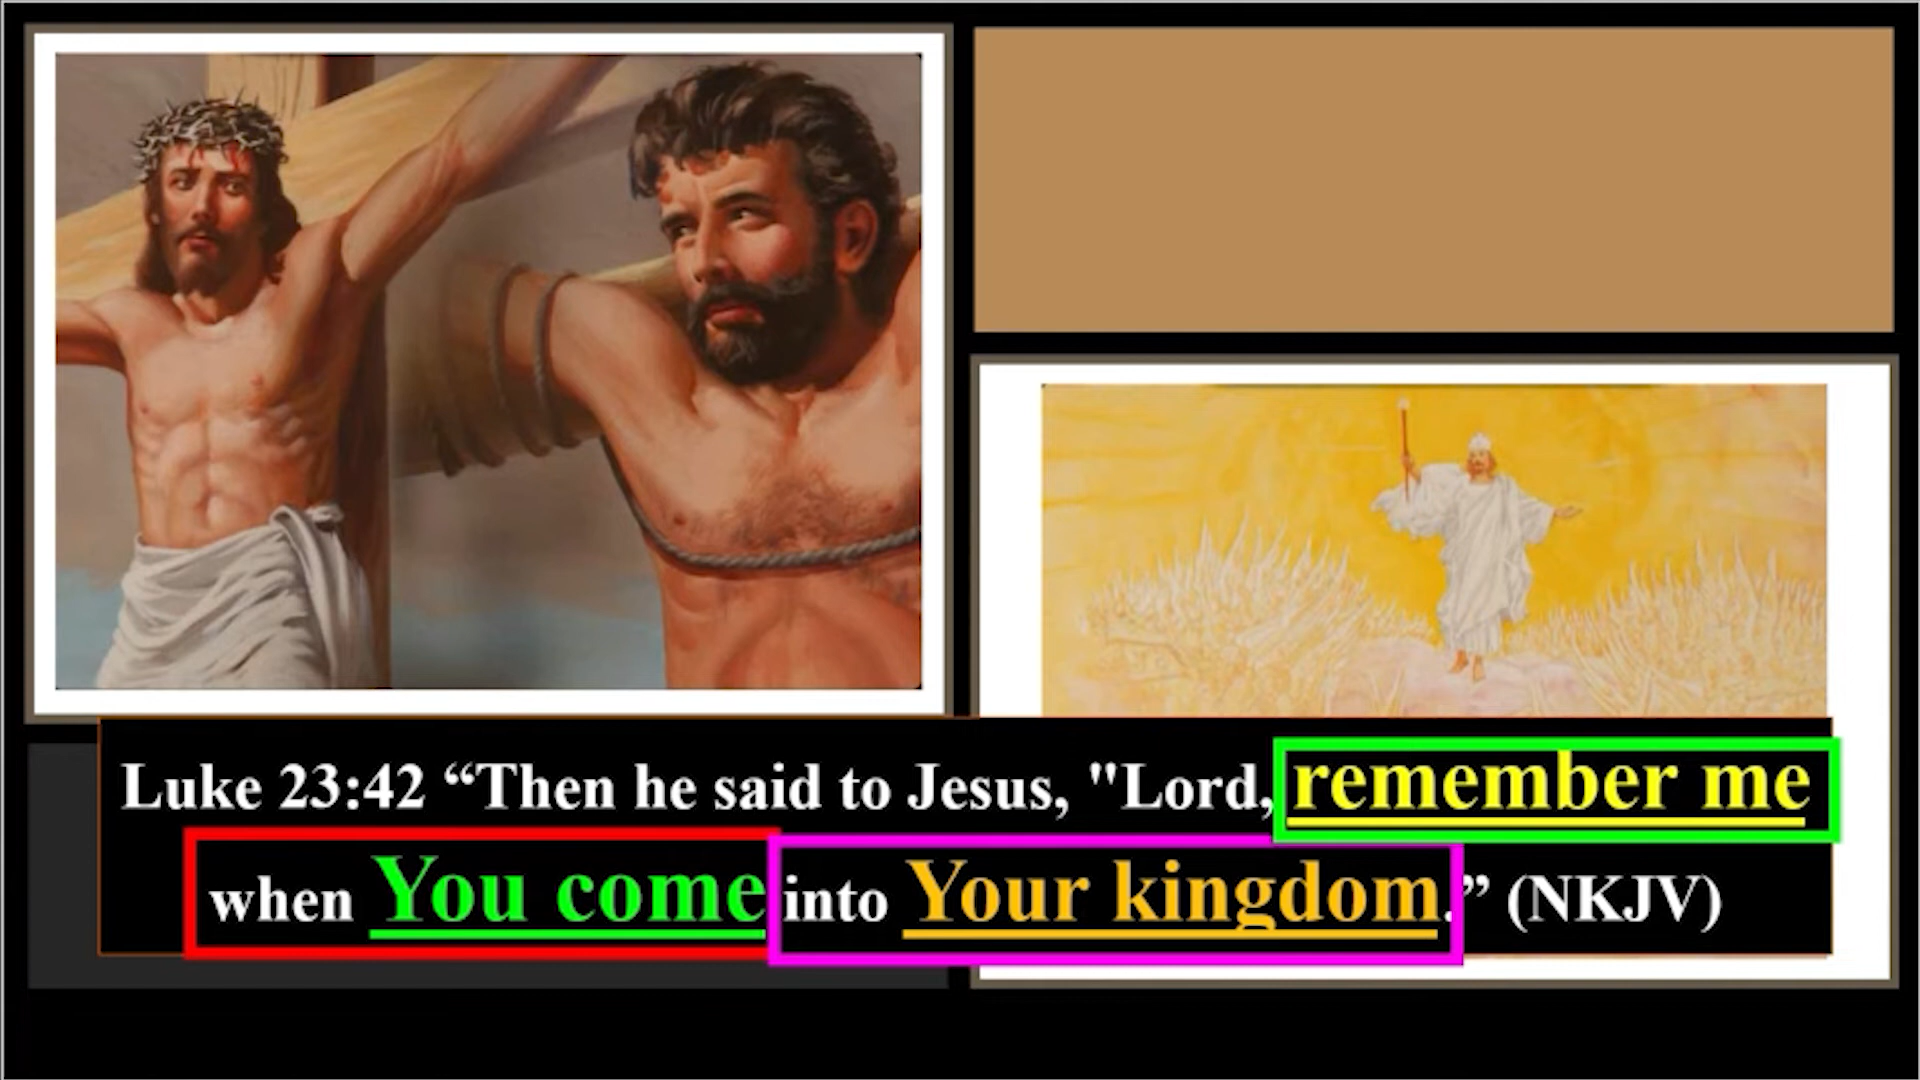 Luke 23:42 “Then he said to Jesus, "Lord, remember me
when You come into Your kingdom.” (NKJV)